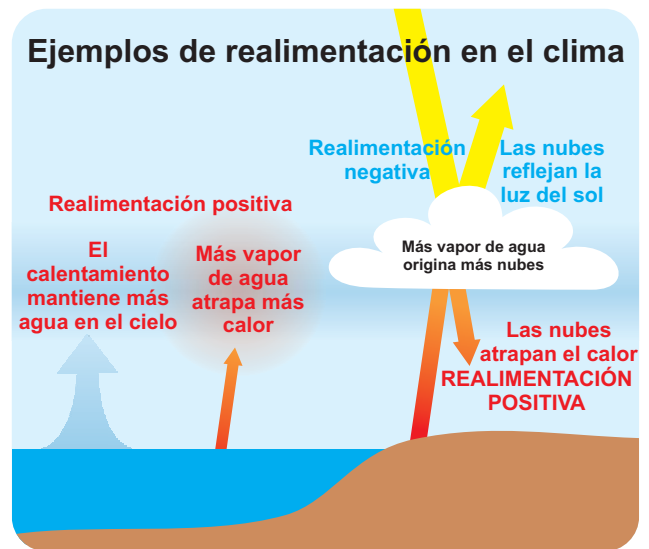 Ejemplos de realimentación en el clima
Realimentación
negativa
Las nubes
reflejan la
luz del sol
Realimentación positiva
El
calentamiento
mantiene más
agua en el cielo
Más vapor
de agua
atrapa más
calor
Más vapor de agua
origina más nubes
Las nubes
atrapan el calor
REALIMENTACIÓN
POSITIVA